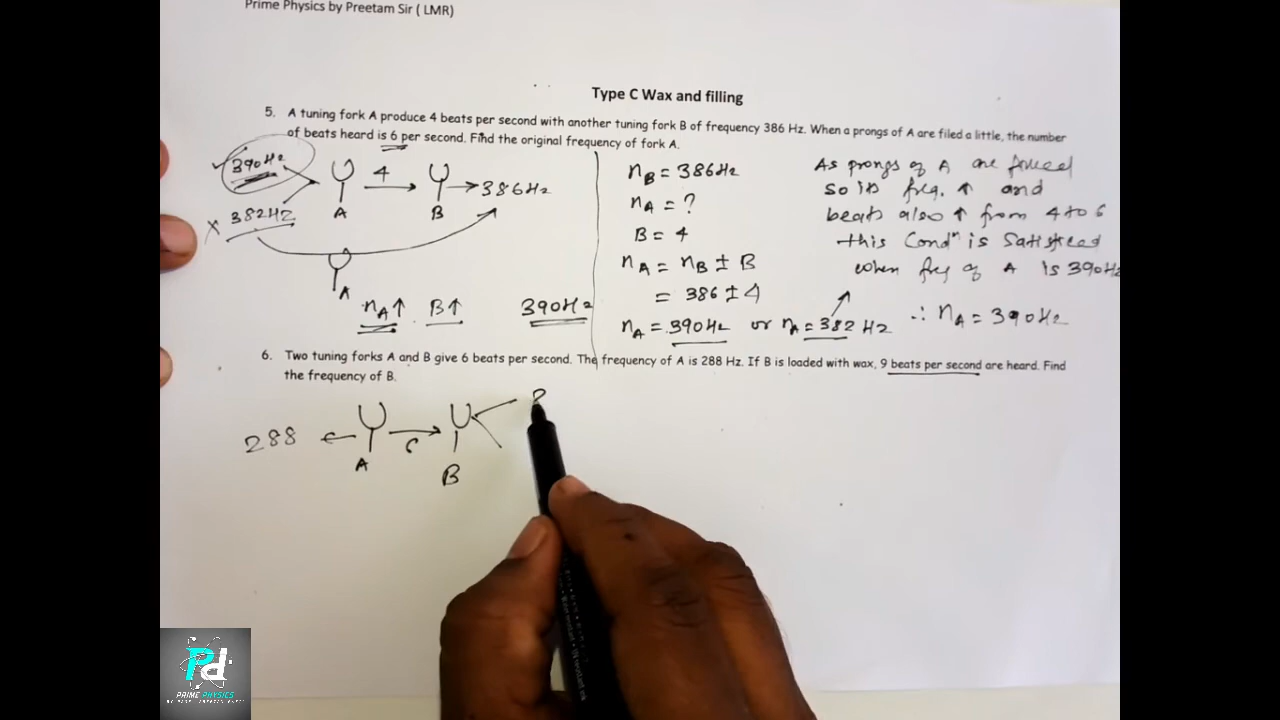 Prime Physics by Preetam Sir ( LMR)
Type C Wax and filling
5. A tuning fork A produce 4 beats per second with another tuning fork B of frequency 386 Hz. When a prongs of A are filed a little, the number
of beats heard is 6 per second. Find the original frequency of fork A.
390Hz
382HZ
4
386Hz
A
B
A
nA↑ B↑ 390Hz
nB = 386Hz
nA = ?
B = 4
nA = nB ± B
= 386 ± 4
nA = 390Hz or nA = 382 Hz
As prongs of A are
so its freq. ↑ and
beats also ↑ from 4 to 6
this Condn is Satisfied
when freq of A is 390Hz
∴ nA = 390Hz
6. Two tuning forks A and B give 6 beats per second. The frequency of A is 288 Hz. If B is loaded with wax, 9 beats per second are heard. Find
the frequency of B.
288
A
B
Pd
PRIME PHYSICS